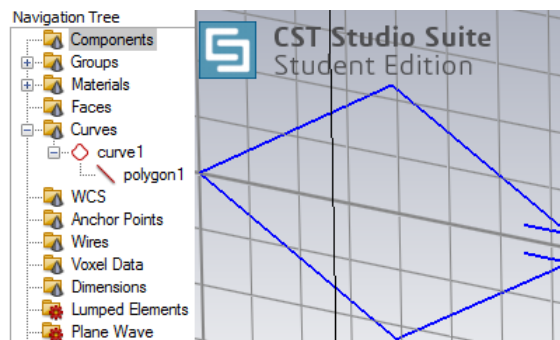 Navigation Tree
Components
Groups
Materials
Faces
Curves
curve1
polygon1
WCS
Anchor Points
Wires
Voxel Data
Dimensions
Lumped Elements
Plane Wave
CST Studio Suite
Student Edition